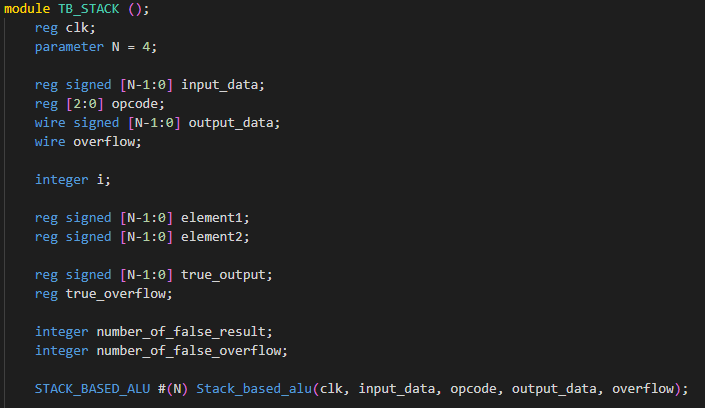 module TB_STACK ();
reg clk;
parameter N = 4;
reg signed [N-1:0] input_data;
reg [2:0] opcode;
wire signed [N-1:0] output_data;
wire overflow;
integer i;
reg signed [N-1:0] element1;
reg signed [N-1:0] element2;
reg signed [N-1:0] true_output;
reg true_overflow;
integer number_of_false_result;
integer number_of_false_overflow;
STACK_BASED_ALU #(N) Stack_based_alu(clk, input_data, opcode, output_data, overflow);